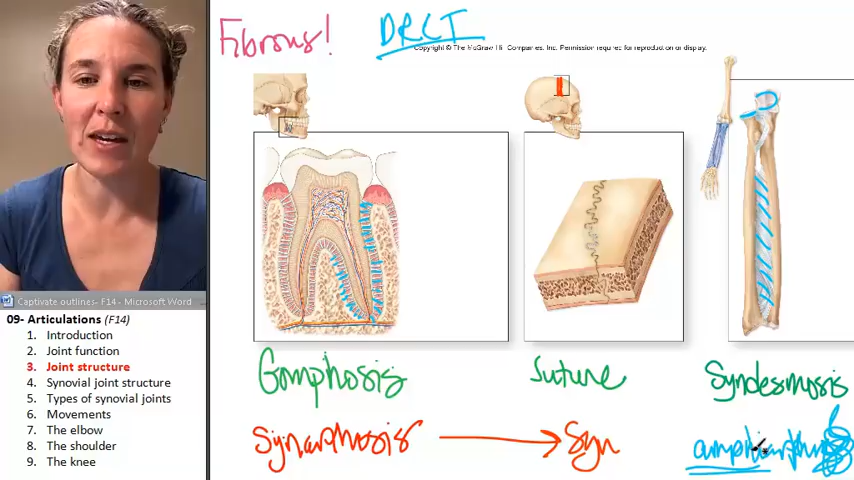 Fibrous!
DRCT
Copyright © The McGraw-Hill Companies, Inc. Permission required for reproduction or display.
Captivate outlines- F14 - Microsoft Word
09- Articulations (F14)
1. Introduction
2. Joint function
3. Joint structure
4. Synovial joint structure
5. Types of synovial joints
6. Movements
7. The elbow
8. The shoulder
9. The knee
Gomphosis
Suture
Syndesmosis
Synarthosis
Syn